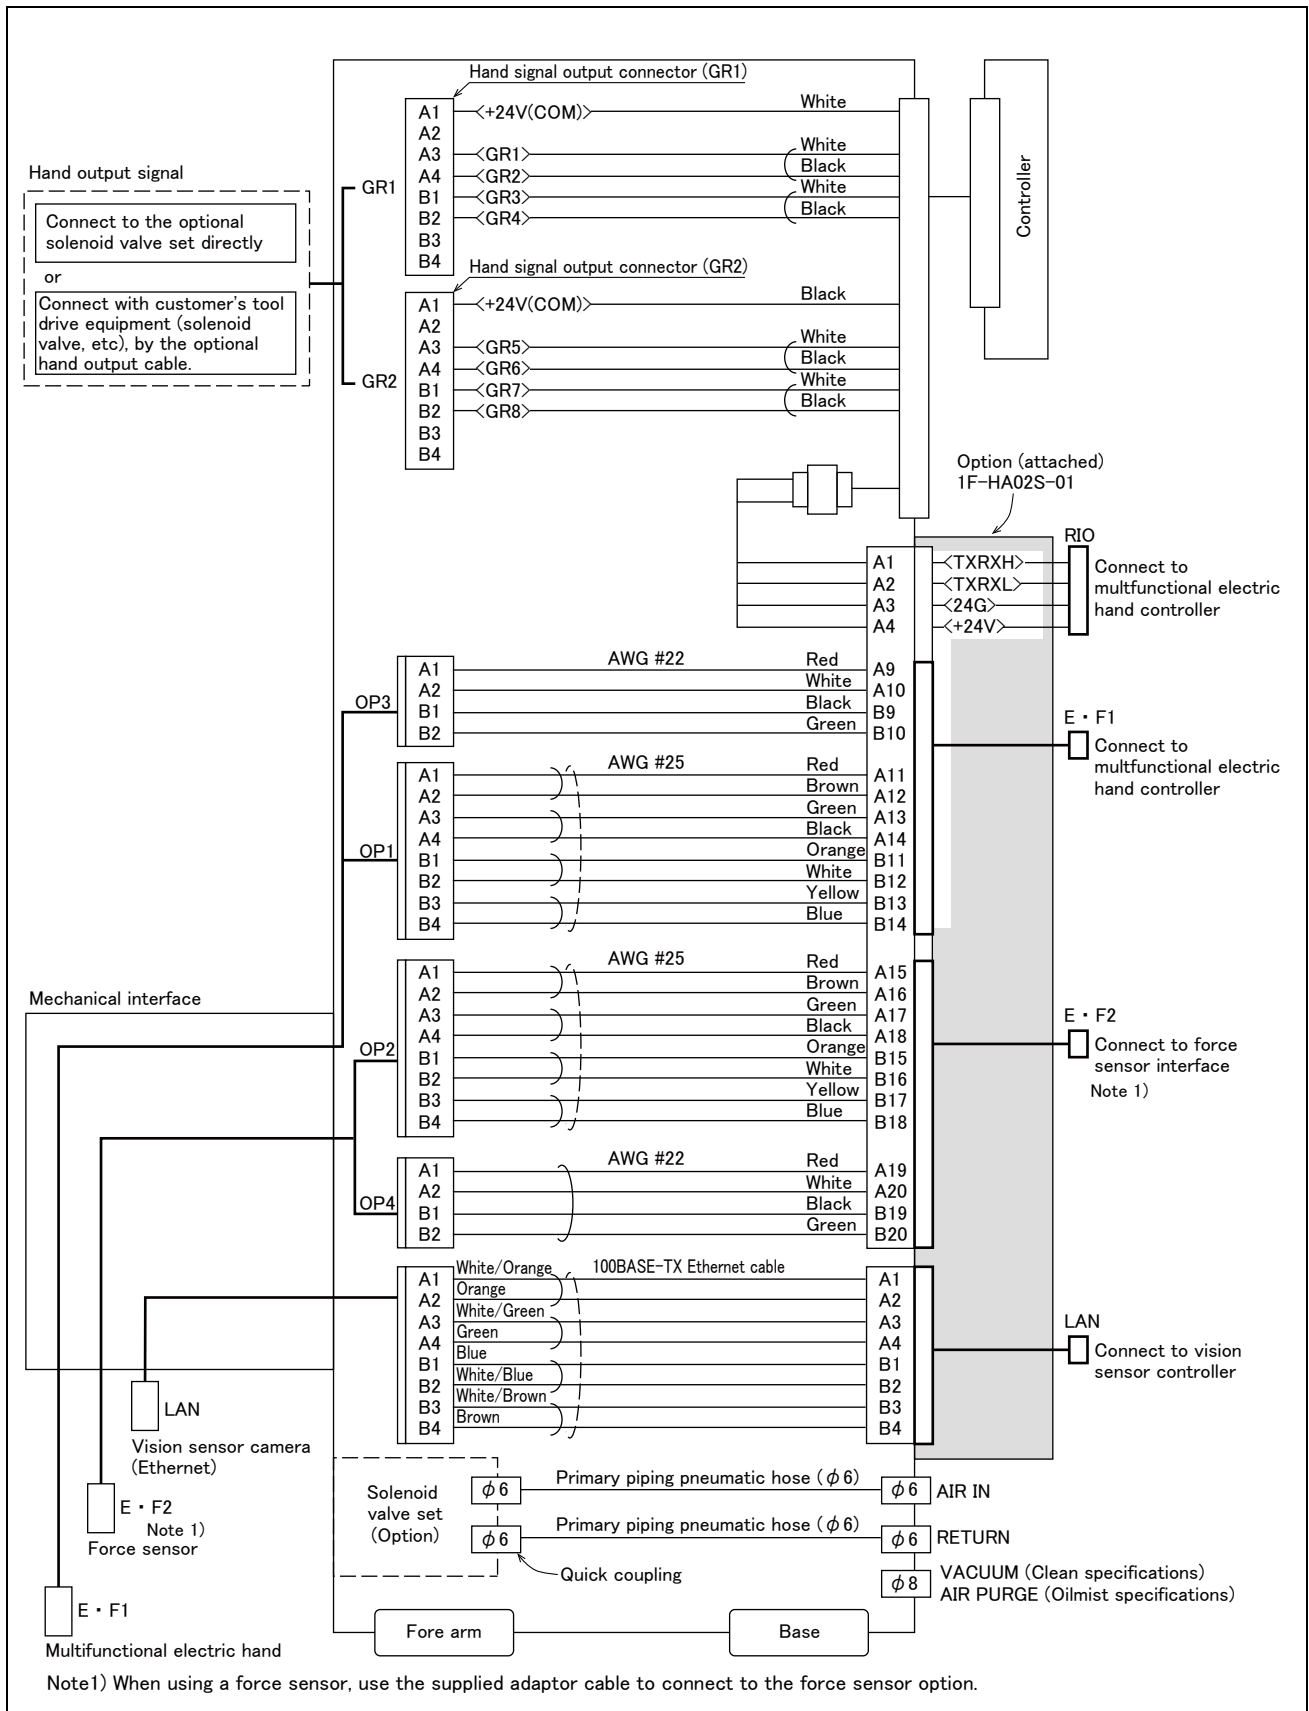 Hand signal output connector (GR1)
A1 <+24V(COM)> White
A2
A3 <GR1> White
A4 <GR2> Black
B1 <GR3> White
B2 <GR4> Black
B3
B4
GR1
Controller
Hand output signal
Connect to the optional
solenoid valve set directly
or
Connect with customer's tool
drive equipment (solenoid
valve, etc), by the optional
hand output cable.
Hand signal output connector (GR2)
A1 <+24V(COM)> Black
A2
A3 <GR5> White
A4 <GR6> Black
B1 <GR7> White
B2 <GR8> Black
B3
B4
GR2
Option (attached)
1F-HA02S-01
RIO
A1 <TXRXH>
A2 <TXRXL>
A3 <24G>
A4 <+24V>
Connect to
multfunctional electric
hand controller
OP3
AWG #22
A1 Red A9
A2 White A10
B1 Black B9
B2 Green B10
E・F1
Connect to
multfunctional electric
hand controller
OP1
AWG #25
A1 Red A11
A2 Brown A12
A3 Green A13
A4 Black A14
B1 Orange B11
B2 White B12
B3 Yellow B13
B4 Blue B14
Mechanical interface
OP2
AWG #25
A1 Red A15
A2 Brown A16
A3 Green A17
A4 Black A18
B1 Orange B15
B2 White B16
B3 Yellow B17
B4 Blue B18
E・F2
Connect to force
sensor interface
Note 1)
OP4
AWG #22
A1 Red A19
A2 White A20
B1 Black B19
B2 Green B20
100BASE-TX Ethernet cable
A1 White/Orange A1
A2 Orange A2
A3 White/Green A3
A4 Green A4
B1 Blue B1
B2 White/Blue B2
B3 White/Brown B3
B4 Brown B4
LAN
Connect to vision
sensor controller
LAN
Vision sensor camera
(Ethernet)
E・F2
Note 1)
Force sensor
E・F1
Multifunctional electric hand
Solenoid
valve set
(Option)
φ6 Primary piping pneumatic hose (φ6) φ6 AIR IN
φ6 Primary piping pneumatic hose (φ6) φ6 RETURN
Quick coupling
φ8 VACUUM (Clean specifications)
AIR PURGE (Oilmist specifications)
Fore arm
Base
Note1) When using a force sensor, use the supplied adaptor cable to connect to the force sensor option.